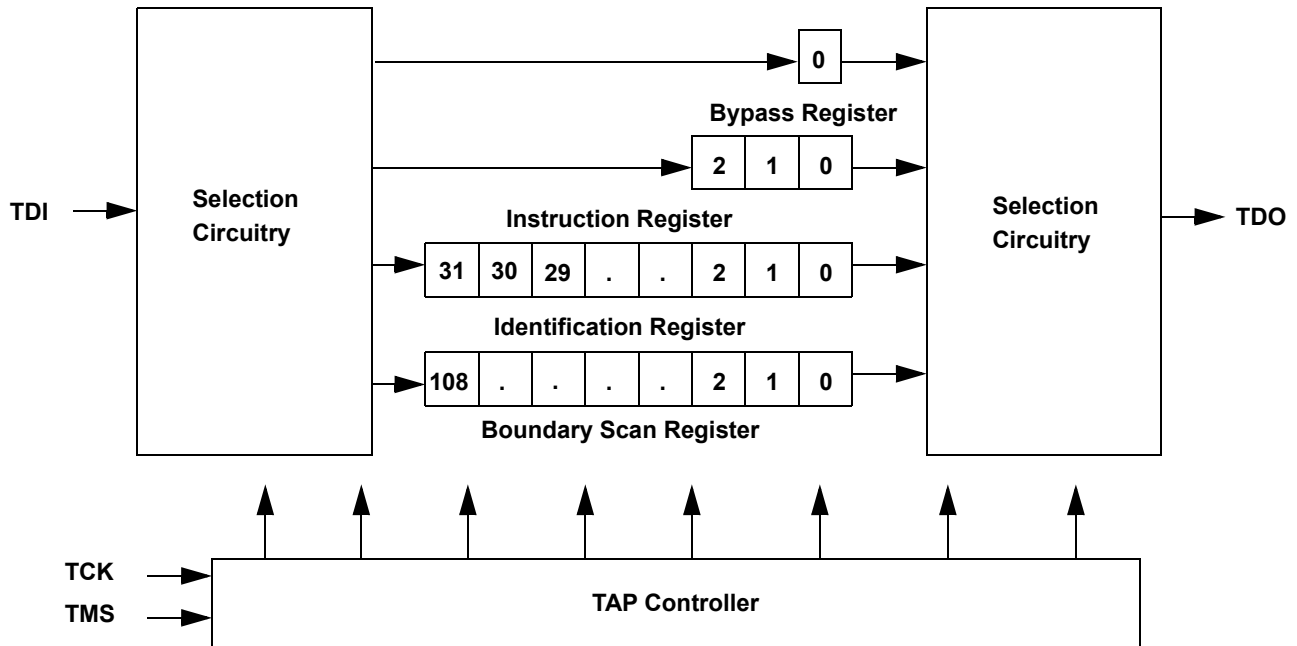 0
Bypass Register
2 1 0
Selection
Circuitry
Selection
Circuitry
TDI
TDO
Instruction Register
31 30 29 . . 2 1 0
Identification Register
108 . . . . 2 1 0
Boundary Scan Register
TCK
TMS
TAP Controller